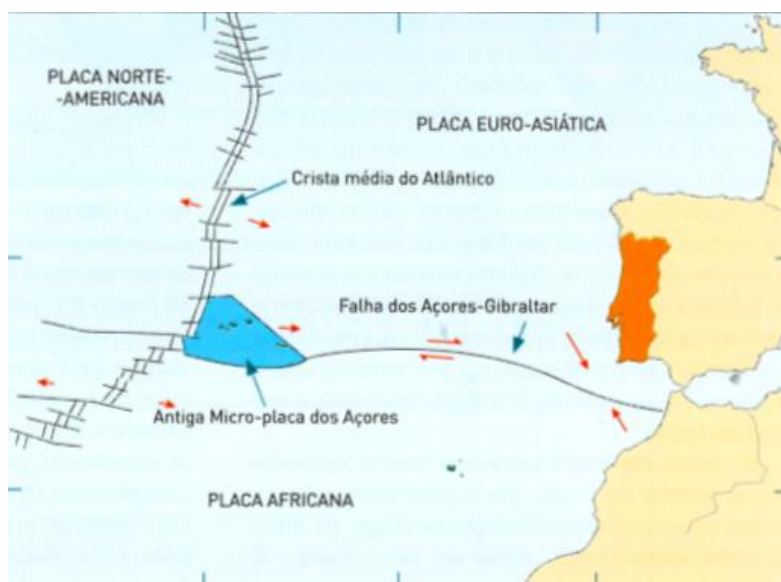 PLACA NORTE-
-AMERICANA
PLACA EURO-ASIÁTICA
Crista média do Atlântico
Falha dos Açores-Gibraltar
Antiga Micro-placa dos Açores
PLACA AFRICANA